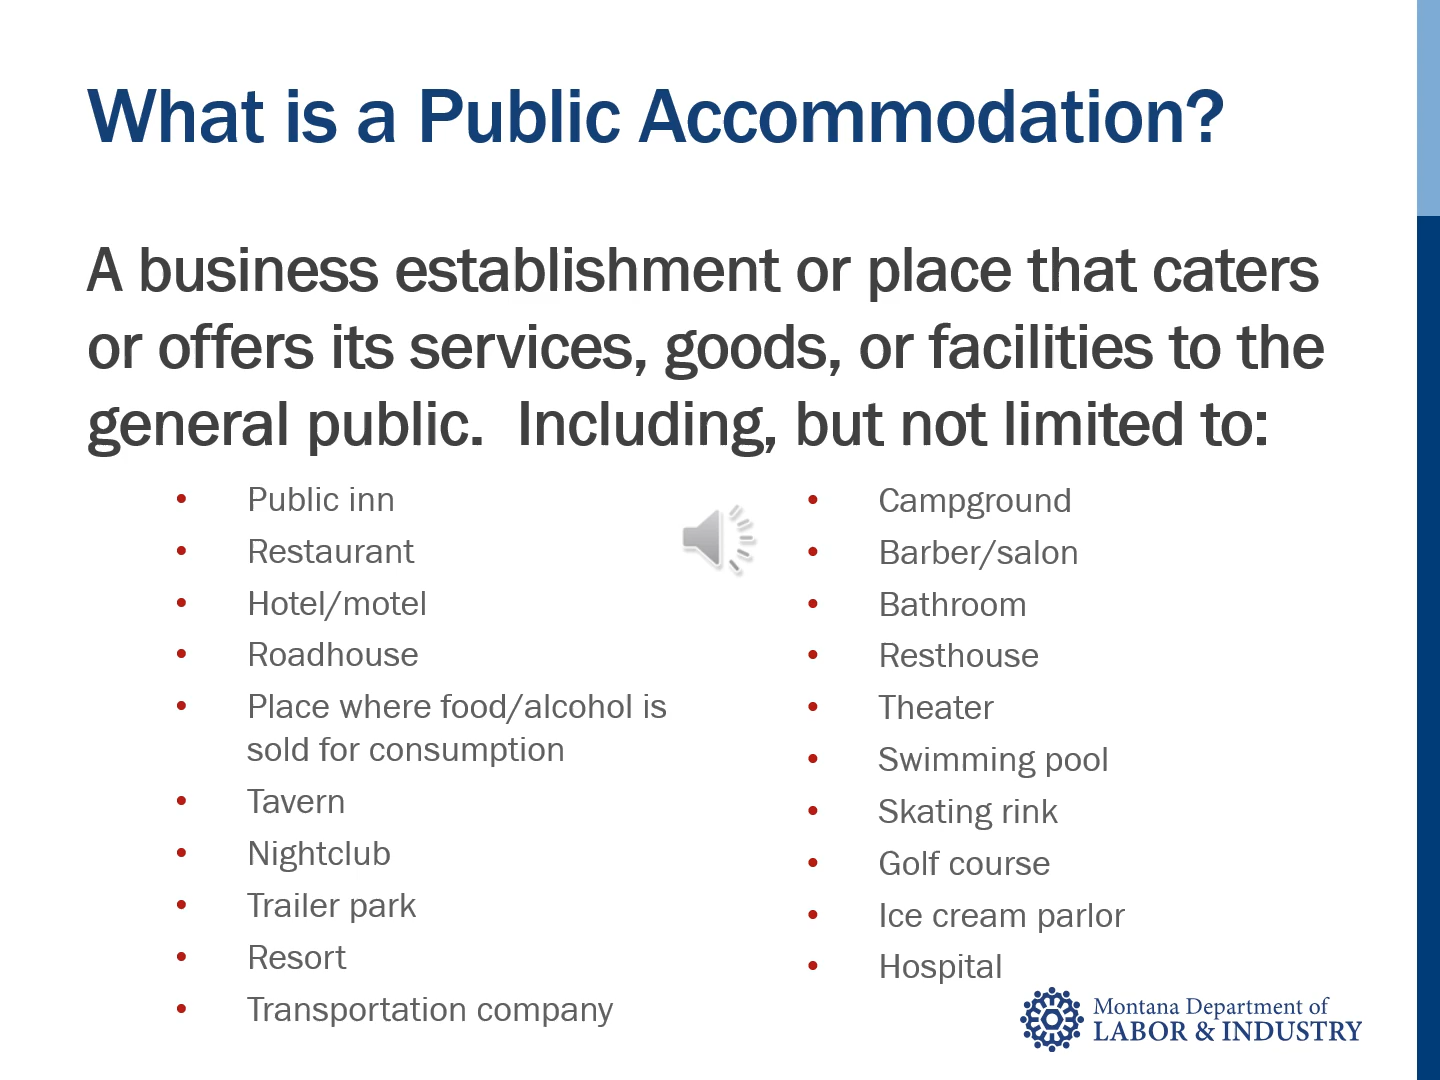 What is a Public Accommodation?
A business establishment or place that caters
or offers its services, goods, or facilities to the
general public.  Including, but not limited to:
• Public inn
• Restaurant
• Hotel/motel
• Roadhouse
• Place where food/alcohol is
sold for consumption
• Tavern
• Nightclub
• Trailer park
• Resort
• Transportation company
• Campground
• Barber/salon
• Bathroom
• Resthouse
• Theater
• Swimming pool
• Skating rink
• Golf course
• Ice cream parlor
• Hospital
Montana Department of
LABOR & INDUSTRY